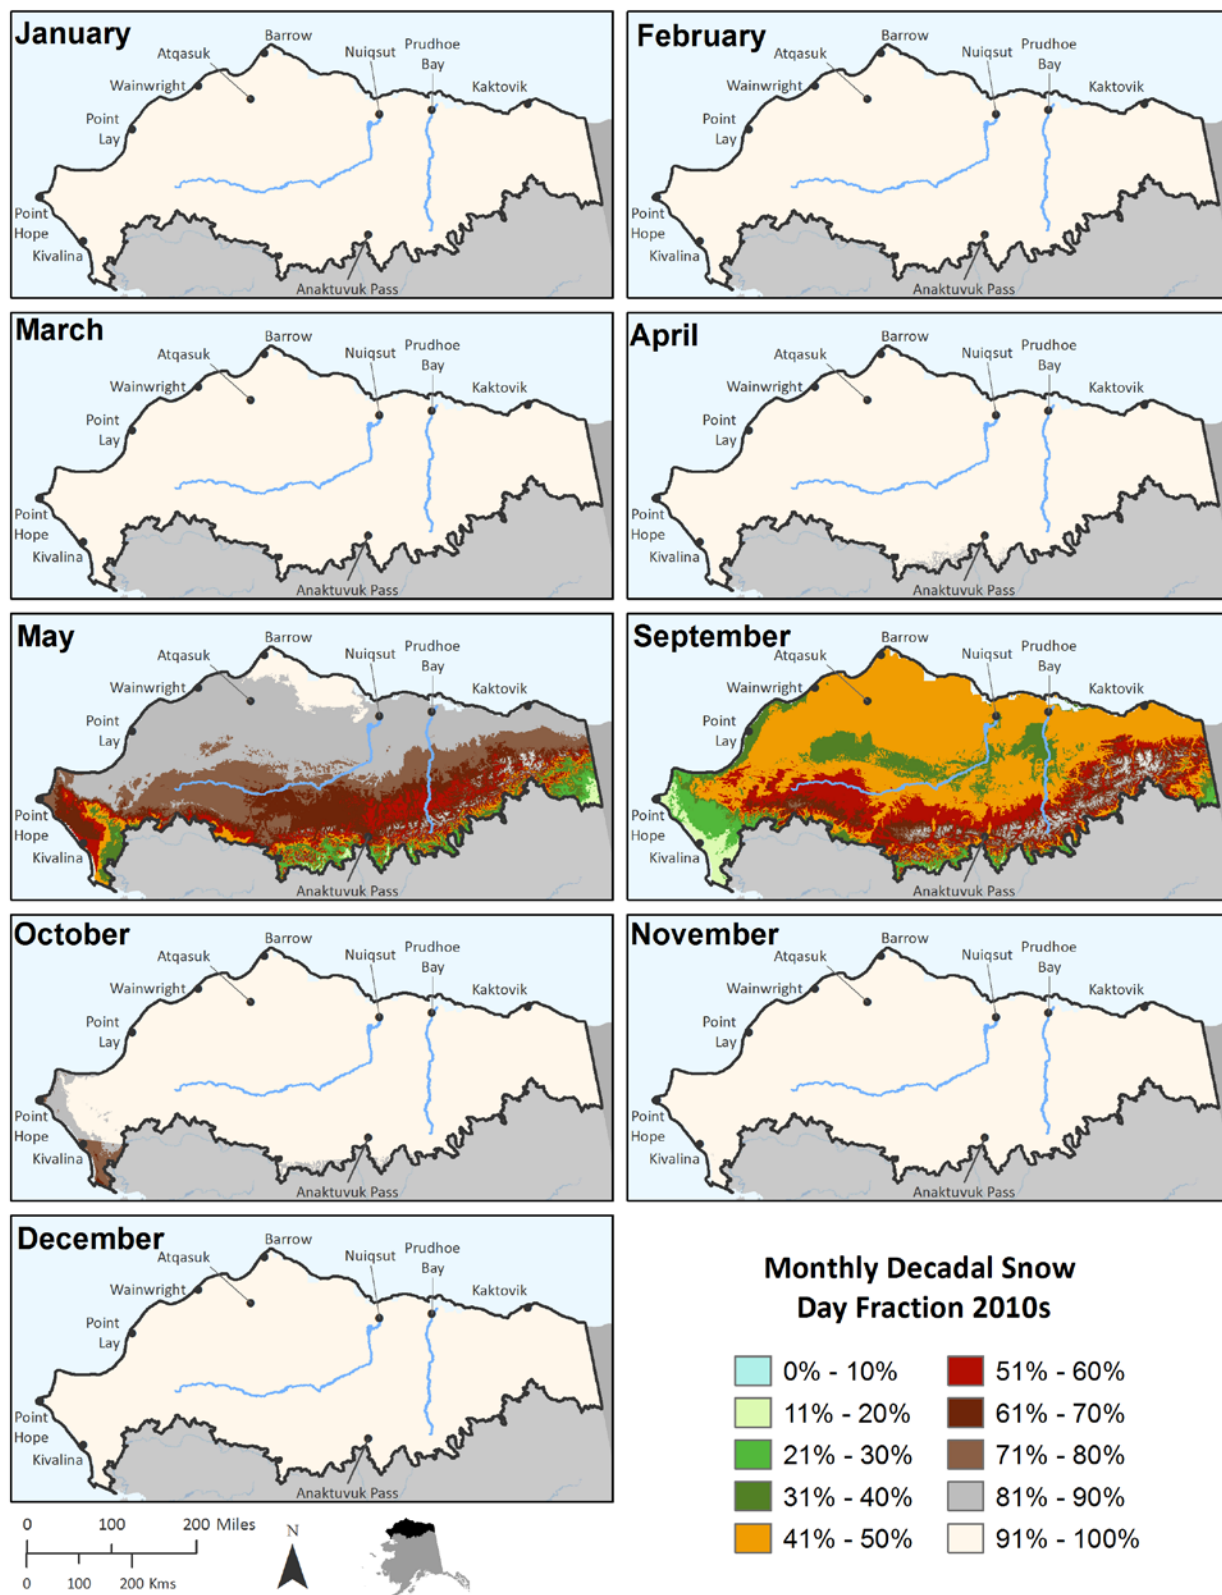 January
Barrow
Atqasuk
Nuiqsut
Prudhoe
Bay
Wainwright
Kaktovik
Point
Lay
Point
Hope
Kivalina
Anaktuvuk Pass
February
Barrow
Atqasuk
Nuiqsut
Prudhoe
Bay
Wainwright
Kaktovik
Point
Lay
Point
Hope
Kivalina
Anaktuvuk Pass
March
Barrow
Atqasuk
Nuiqsut
Prudhoe
Bay
Wainwright
Kaktovik
Point
Lay
Point
Hope
Kivalina
Anaktuvuk Pass
April
Barrow
Atqasuk
Nuiqsut
Prudhoe
Bay
Wainwright
Kaktovik
Point
Lay
Point
Hope
Kivalina
Anaktuvuk Pass
May
Barrow
Atqasuk
Nuiqsut
Prudhoe
Bay
Wainwright
Kaktovik
Point
Lay
Point
Hope
Kivalina
Anaktuvuk Pass
September
Barrow
Atqasuk
Nuiqsut
Prudhoe
Bay
Wainwright
Kaktovik
Point
Lay
Point
Hope
Kivalina
Anaktuvuk Pass
October
Barrow
Atqasuk
Nuiqsut
Prudhoe
Bay
Wainwright
Kaktovik
Point
Lay
Point
Hope
Kivalina
Anaktuvuk Pass
November
Barrow
Atqasuk
Nuiqsut
Prudhoe
Bay
Wainwright
Kaktovik
Point
Lay
Point
Hope
Kivalina
Anaktuvuk Pass
December
Barrow
Atqasuk
Nuiqsut
Prudhoe
Bay
Wainwright
Kaktovik
Point
Lay
Point
Hope
Kivalina
Anaktuvuk Pass
Monthly Decadal Snow
Day Fraction 2010s
0% - 10%
11% - 20%
21% - 30%
31% - 40%
41% - 50%
51% - 60%
61% - 70%
71% - 80%
81% - 90%
91% - 100%
0 100 200 Miles
0 100 200 Kms
N